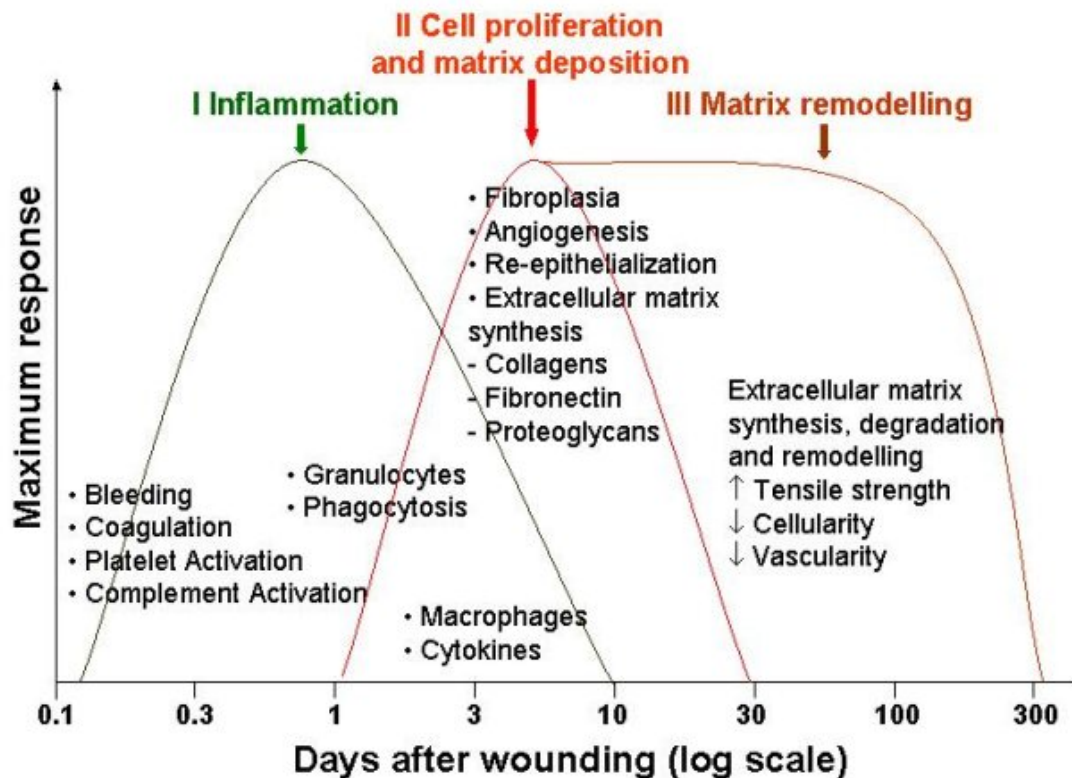 II Cell proliferation
and matrix deposition
I Inflammation
III Matrix remodelling
Maximum response
• Fibroplasia
• Angiogenesis
• Re-epithelialization
• Extracellular matrix
synthesis
- Collagens
- Fibronectin
- Proteoglycans
Extracellular matrix
synthesis, degradation
and remodelling
↑ Tensile strength
↓ Cellularity
↓ Vascularity
• Granulocytes
• Phagocytosis
• Bleeding
• Coagulation
• Platelet Activation
• Complement Activation
• Macrophages
• Cytokines
0.1 0.3 1 3 10 30 100 300
Days after wounding (log scale)